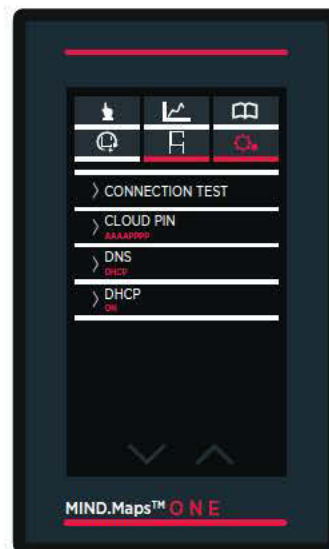 CONNECTION TEST
CLOUD PIN
AAAAPPPP
DNS
DHCP
DHCP
ON
MIND.Maps™ ONE